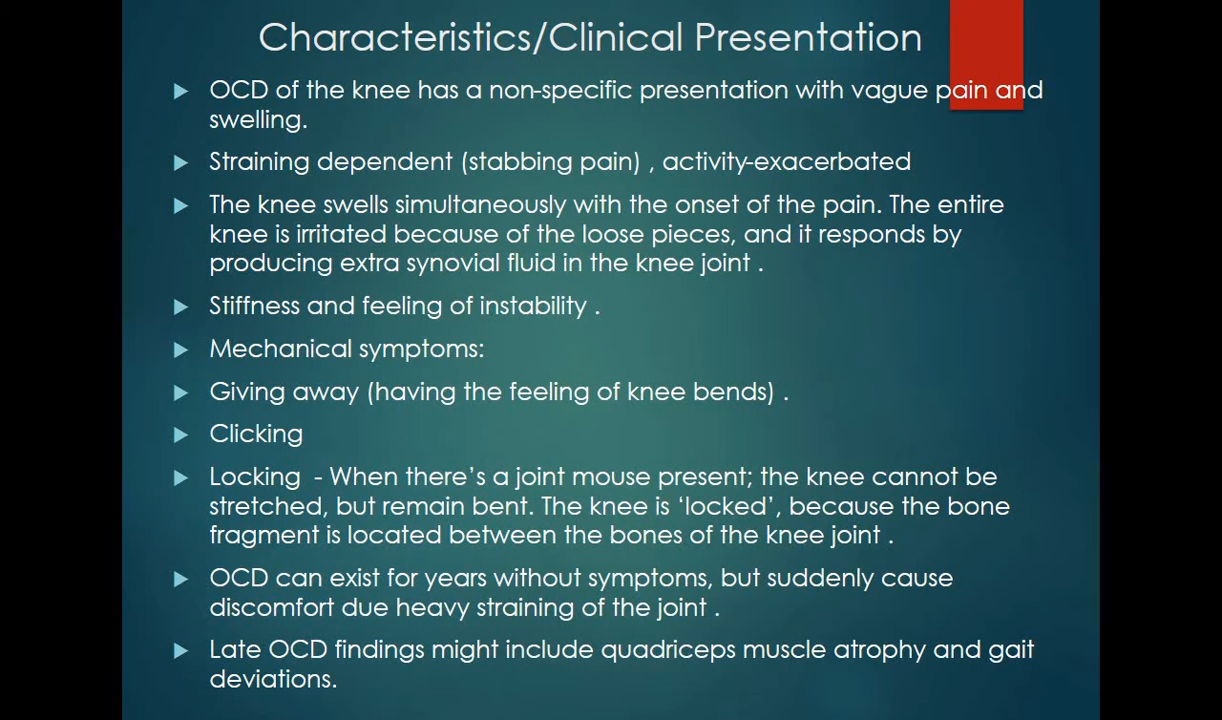 Characteristics/Clinical Presentation
OCD of the knee has a non-specific presentation with vague pain and
swelling.
Straining dependent (stabbing pain) , activity-exacerbated
The knee swells simultaneously with the onset of the pain. The entire
knee is irritated because of the loose pieces, and it responds by
producing extra synovial fluid in the knee joint .
Stiffness and feeling of instability .
Mechanical symptoms:
Giving away (having the feeling of knee bends) .
Clicking
Locking  - When there's a joint mouse present; the knee cannot be
stretched, but remain bent. The knee is 'locked', because the bone
fragment is located between the bones of the knee joint .
OCD can exist for years without symptoms, but suddenly cause
discomfort due heavy straining of the joint .
Late OCD findings might include quadriceps muscle atrophy and gait
deviations.